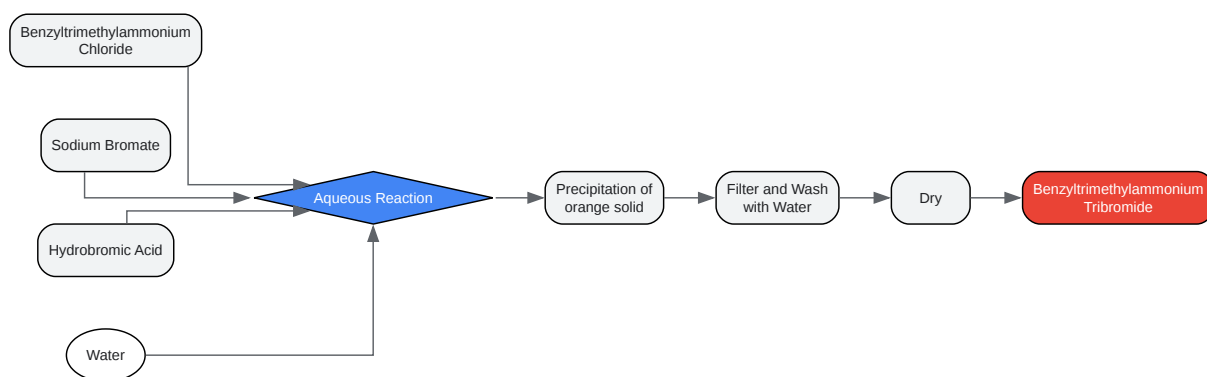 Benzyltrimethylammonium
Chloride
Sodium Bromate
Hydrobromic Acid
Water
Aqueous Reaction
Precipitation of
orange solid
Filter and Wash
with Water
Dry
Benzyltrimethylammonium
Tribromide